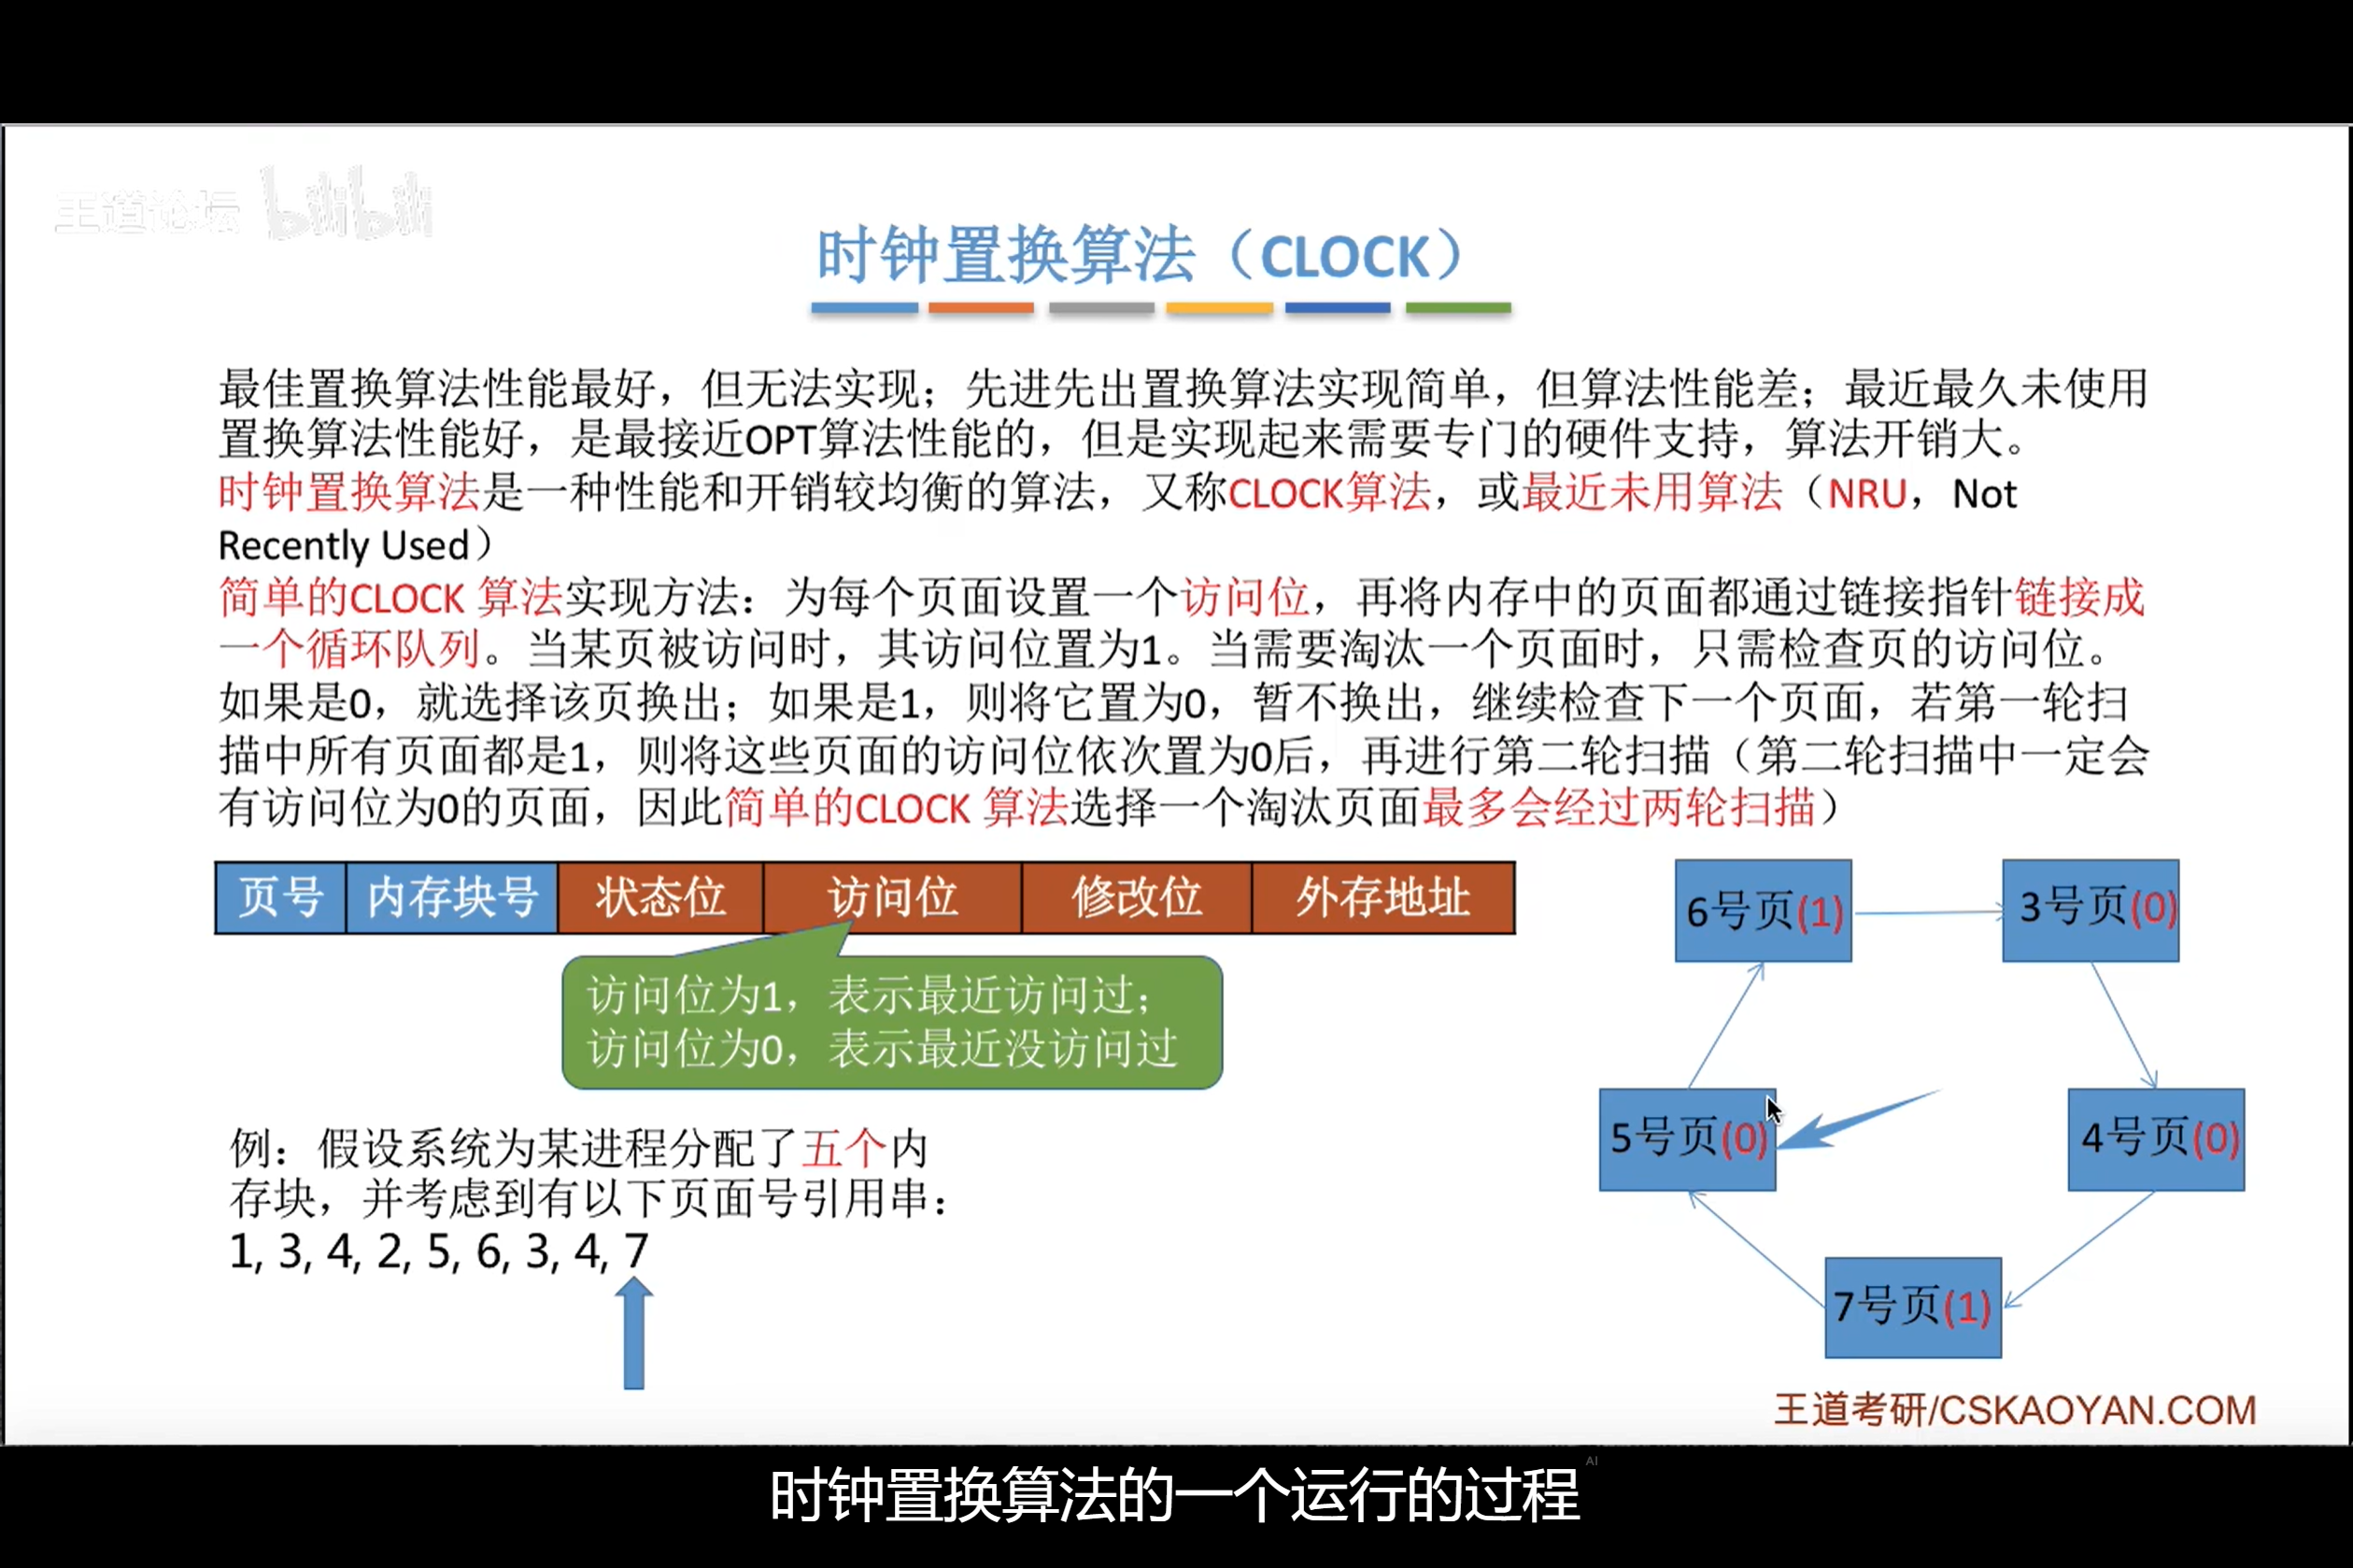 王道论坛 bilibili
时钟置换算法（CLOCK）
最佳置换算法性能最好，但无法实现；先进先出置换算法实现简单，但算法性能差；最近最久未使用
置换算法性能好，是最接近OPT算法性能的，但是实现起来需要专门的硬件支持，算法开销大。
时钟置换算法是一种性能和开销较均衡的算法，又称CLOCK算法，或最近未用算法（NRU，Not
Recently Used）
简单的CLOCK 算法实现方法：为每个页面设置一个访问位，再将内存中的页面都通过链接指针链接成
一个循环队列。当某页被访问时，其访问位置为1。当需要淘汰一个页面时，只需检查页的访问位。
如果是0，就选择该页换出；如果是1，则将它置为0，暂不换出，继续检查下一个页面，若第一轮扫
描中所有页面都是1，则将这些页面的访问位依次置为0后，再进行第二轮扫描（第二轮扫描中一定会
有访问位为0的页面，因此简单的CLOCK 算法选择一个淘汰页面最多会经过两轮扫描）
页号 内存块号 状态位 访问位 修改位 外存地址
访问位为1，表示最近访问过；
访问位为0，表示最近没访问过
例：假设系统为某进程分配了五个内
存块，并考虑到有以下页面号引用串：
1, 3, 4, 2, 5, 6, 3, 4, 7
6号页(1)
3号页(0)
5号页(0)
4号页(0)
7号页(1)
王道考研/CSKAOYAN.COM
时钟置换算法的一个运行的过程
AI